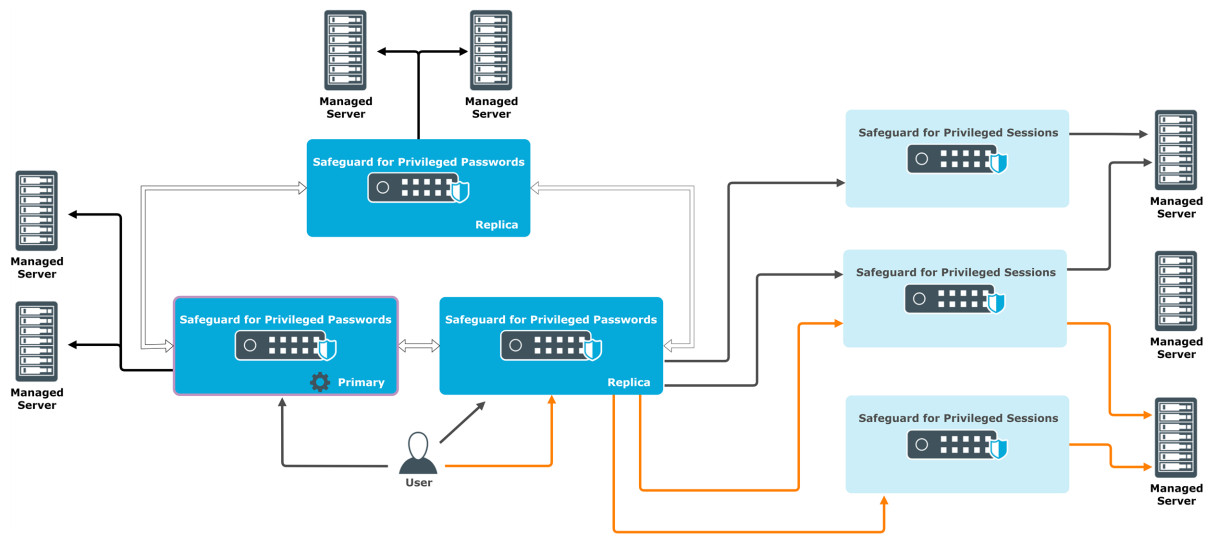 Managed
Server
Managed
Server
Safeguard for Privileged Passwords
Replica
Safeguard for Privileged Sessions
Managed
Server
Managed
Server
Safeguard for Privileged Sessions
Managed
Server
Safeguard for Privileged Passwords
Primary
Safeguard for Privileged Passwords
Replica
Managed
Server
Safeguard for Privileged Sessions
User
Managed
Server